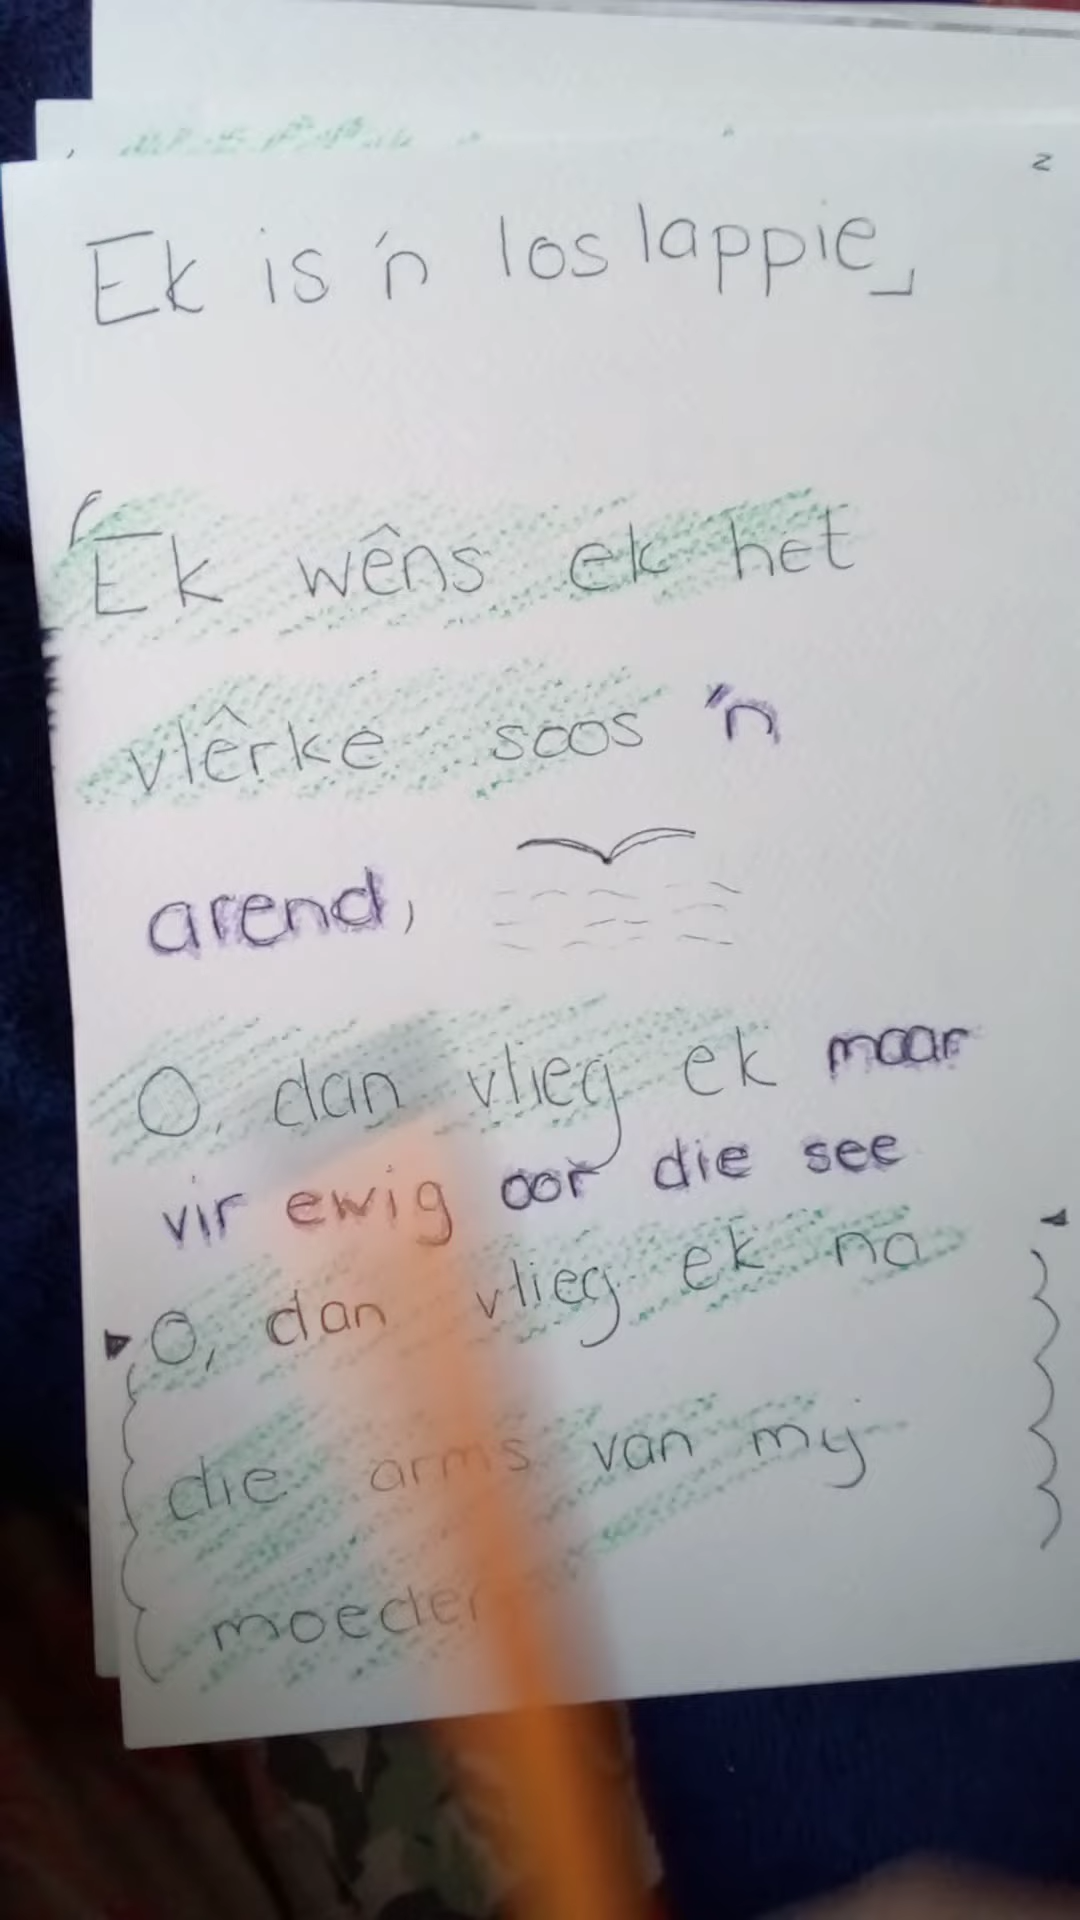 2
Ek is 'n los lappie
Ek wêns ek het
vlêrke soos 'n
arend,
O, dan vlieg ek maar
vir ewig oor die see
O, dan vlieg ek na
die arms van my
moeder